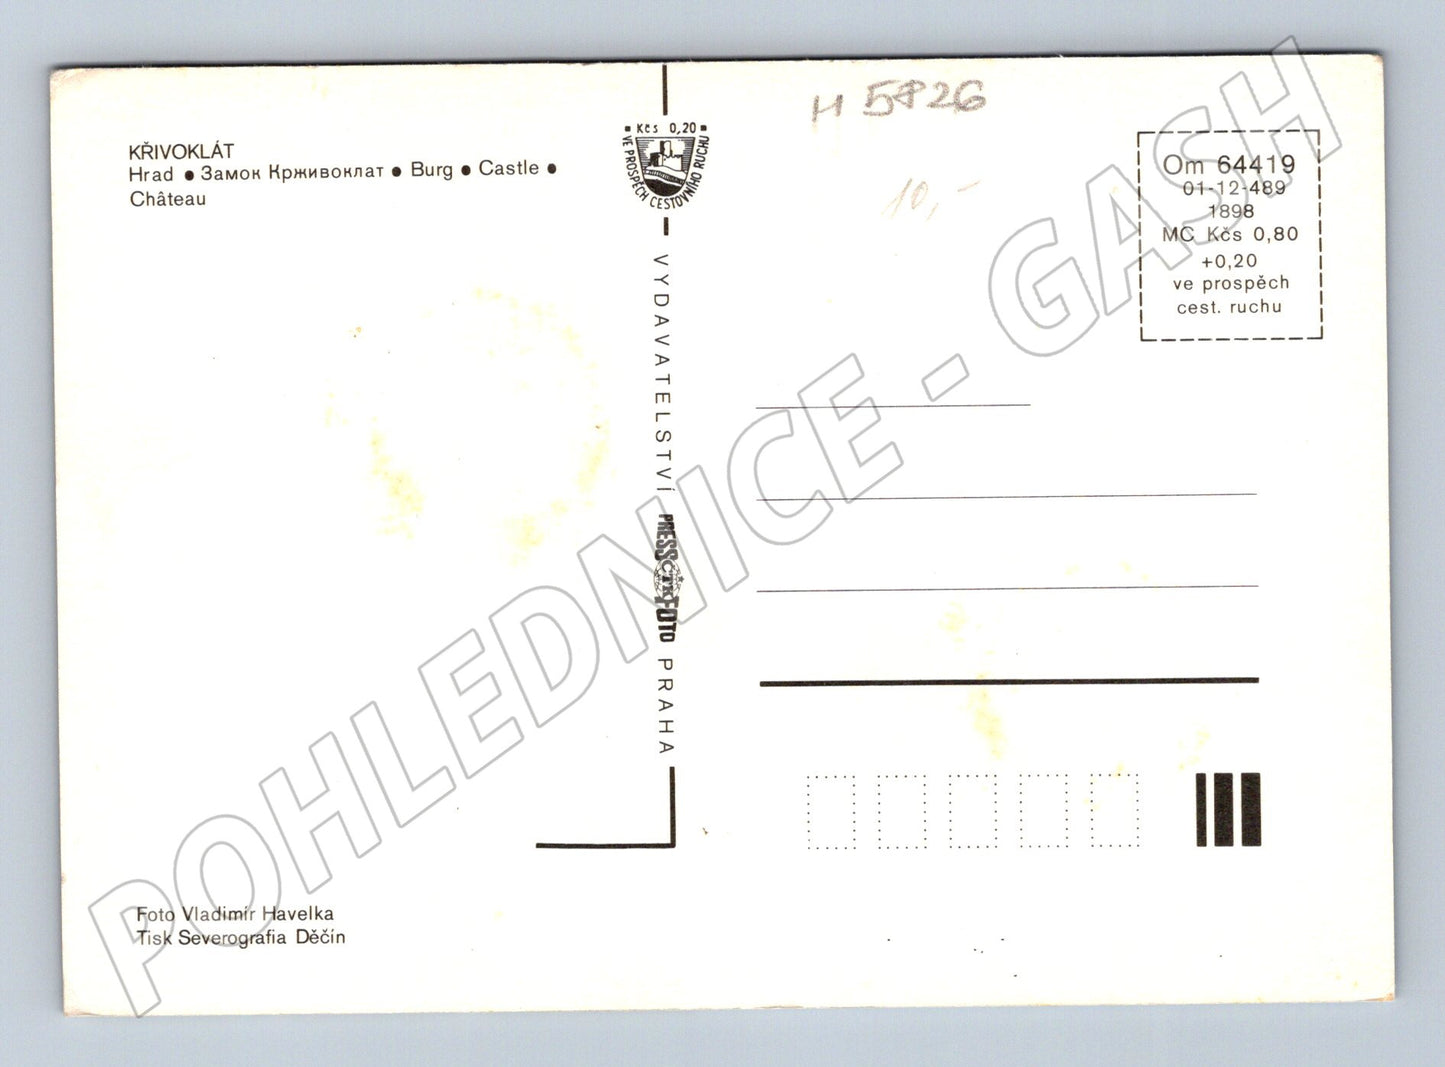 KŘIVOKLÁT
Hrad • Замок Крживоклат • Burg • Castle •
Château
• Kčs 0,20 •
VE PROSPĚCH CESTOVNÍHO RUCHU
H 5826
10,-
Om 64419
01-12-489
1898
MC Kčs 0,80
+0,20
ve prospěch
cest. ruchu
VYDAVATELSTVÍ PRESSFOTO PRAHA
ČTK
Foto Vladimír Havelka
Tisk Severografia Děčín
POHLEDNICE - GASH